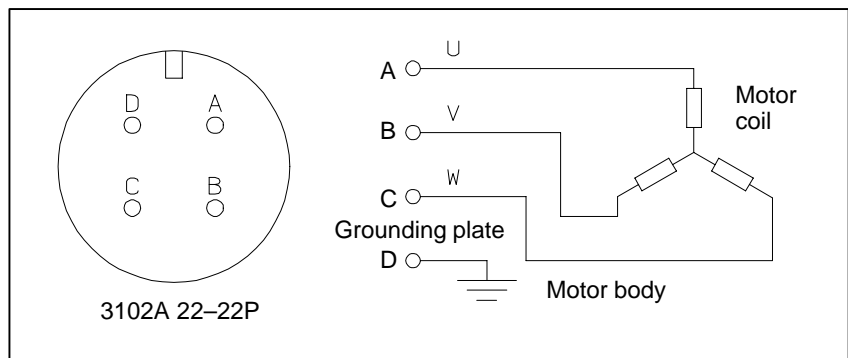 D A
C B
3102A 22–22P
A U
B V
C W
Grounding plate
D
Motor
coil
Motor body